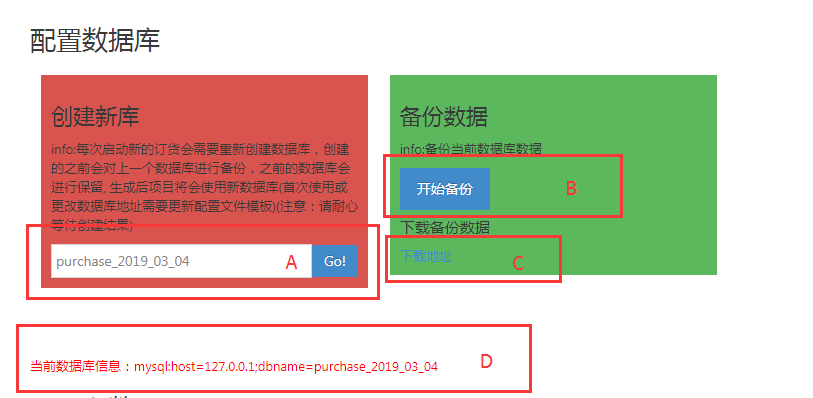 配置数据库
创建新库
info:每次启动新的订货会需要重新创建数据库，创建
的之前会对上一个数据库进行备份，之前的数据库会
进行保留, 生成后项目将会使用新数据库(首次使用或
更改数据库地址需要更新配置文件模板)(注意：请耐心
等待创建结果)
purchase_2019_03_04
A
Go!
备份数据
info:备份当前数据库数据
开始备份
B
下载备份数据
下载地址
C
当前数据库信息：mysql:host=127.0.0.1;dbname=purchase_2019_03_04
D